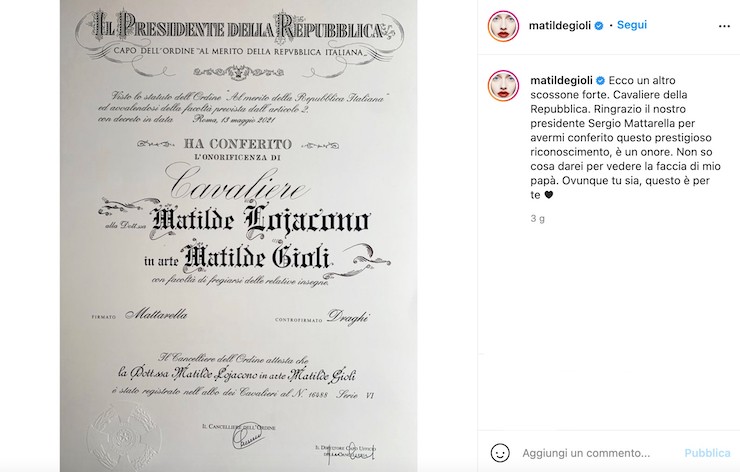 IL PRESIDENTE DELLA REPUBBLICA
CAPO DELL'ORDINE "AL MERITO DELLA REPVBBLICA ITALIANA"
Visto lo statuto dell'Ordine "Al merito della Repubblica Italiana"
ed avvalendosi della facoltà prevista dall'articolo 2.
con decreto in data Roma, 13 maggio 2021
HA CONFERITO
L'ONORIFICENZA DI
Cavaliere
alla Dott.ssa Matilde Lojacono
in arte Matilde Gioli
con facoltà di fregiarsi delle relative insegne.
FIRMATO Mattarella CONTROFIRMATO Draghi
Il Cancelliere dell'Ordine attesta che
la Dott.ssa Matilde Lojacono in arte Matilde Gioli
è stato registrato nell'albo dei Cavalieri al N. 16488 Serie VI
IL CANCELLIERE DELL'ORDINE
IL DIRETTORE CAPO UFFICIO
matildegioli • Segui
matildegioli Ecco un altro
scossone forte. Cavaliere della
Repubblica. Ringrazio il nostro
presidente Sergio Mattarella per
avermi conferito questo prestigioso
riconoscimento, è un onore. Non so
cosa darei per vedere la faccia di mio
papà. Ovunque tu sia, questo è per
te 🖤
3 g
Aggiungi un commento... Pubblica